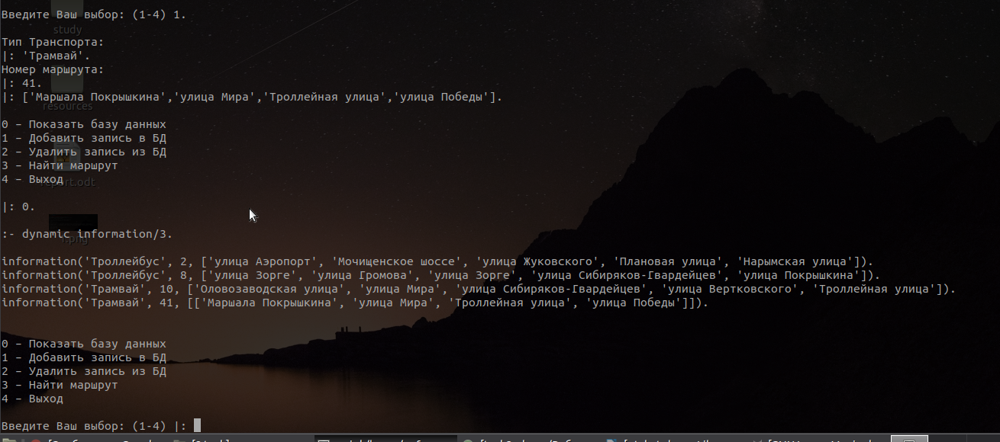 Введите Ваш выбор: (1-4) 1.
study
Тип Транспорта:
|: 'Трамвай'.
Номер маршрута:
|: 41.
|: ['Маршала Покрышкина','улица Мира','Троллейная улица','улица Победы'].
resources
0 – Показать базу данных
1 – Добавить запись в БД
2 – Удалить запись из БД
3 – Найти маршрут
4 – Выход
report.odt
|: 0.
:- dynamic information/3.
1.png
information('Троллейбус', 2, ['улица Аэропорт', 'Мочищенское шоссе', 'улица Жуковского', 'Плановая улица', 'Нарымская улица']).
information('Троллейбус', 8, ['улица Зорге', 'улица Громова', 'улица Зорге', 'улица Сибиряков-Гвардейцев', 'улица Покрышкина']).
information('Трамвай', 10, ['Оловозаводская улица', 'улица Мира', 'улица Сибиряков-Гвардейцев', 'улица Вертковского', 'Троллейная улица']).
information('Трамвай', 41, [['Маршала Покрышкина', 'улица Мира', 'Троллейная улица', 'улица Победы']]).
0 – Показать базу данных
1 – Добавить запись в БД
2 – Удалить запись из БД
3 – Найти маршрут
4 – Выход
Введите Ваш выбор: (1-4) |: